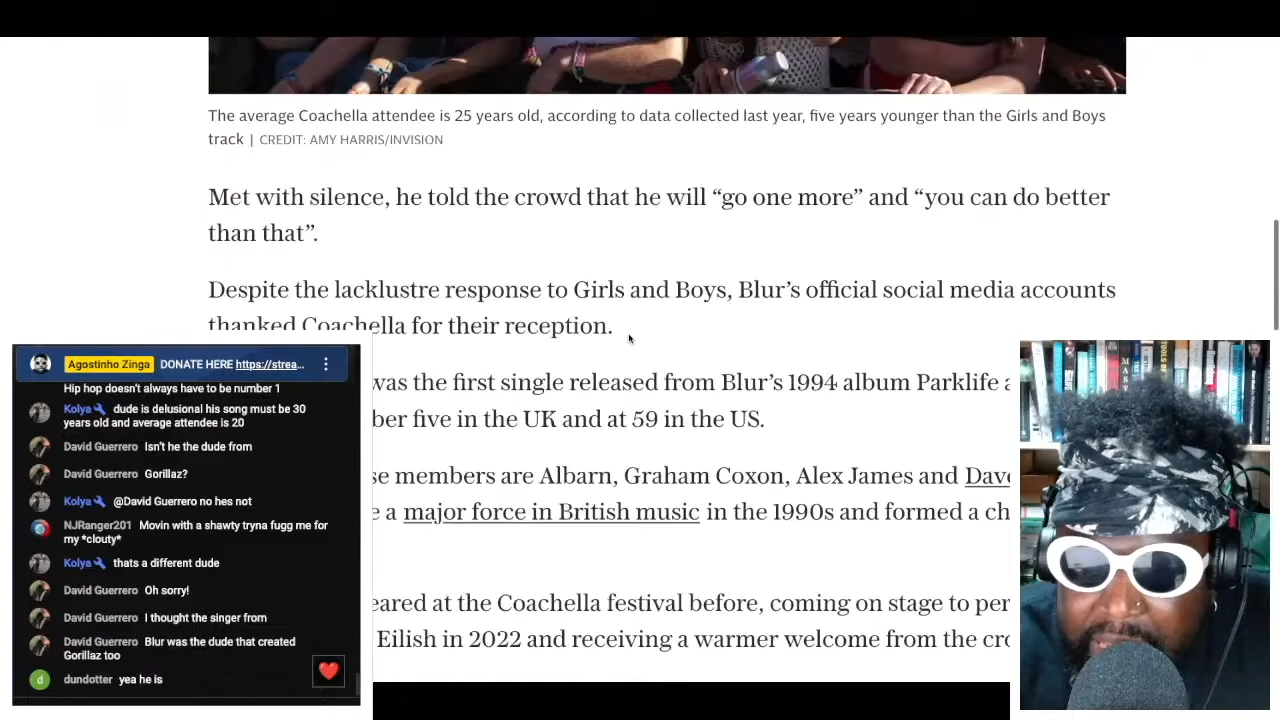 The average Coachella attendee is 25 years old, according to data collected last year, five years younger than the Girls and Boys
track | CREDIT: AMY HARRIS/INVISION
Met with silence, he told the crowd that he will “go one more” and “you can do better
than that”.
Despite the lacklustre response to Girls and Boys, Blur’s official social media accounts
thanked Coachella for their reception.
was the first single released from Blur’s 1994 album Parklife
ber five in the UK and at 59 in the US.
se members are Albarn, Graham Coxon, Alex James and Dav
e a major force in British music in the 1990s and formed a ch
eared at the Coachella festival before, coming on stage to per
Eilish in 2022 and receiving a warmer welcome from the cro
Agostinho Zinga DONATE HERE https://strea...
Hip hop doesn't always have to be number 1
Kolya dude is delusional his song must be 30
years old and average attendee is 20
David Guerrero Isn't he the dude from
David Guerrero Gorillaz?
Kolya @David Guerrero no hes not
NJRanger201 Movin with a shawty tryna fugg me for
my *clouty*
Kolya thats a different dude
David Guerrero Oh sorry!
David Guerrero I thought the singer from
David Guerrero Blur was the dude that created
Gorillaz too
d dundotter yea he is